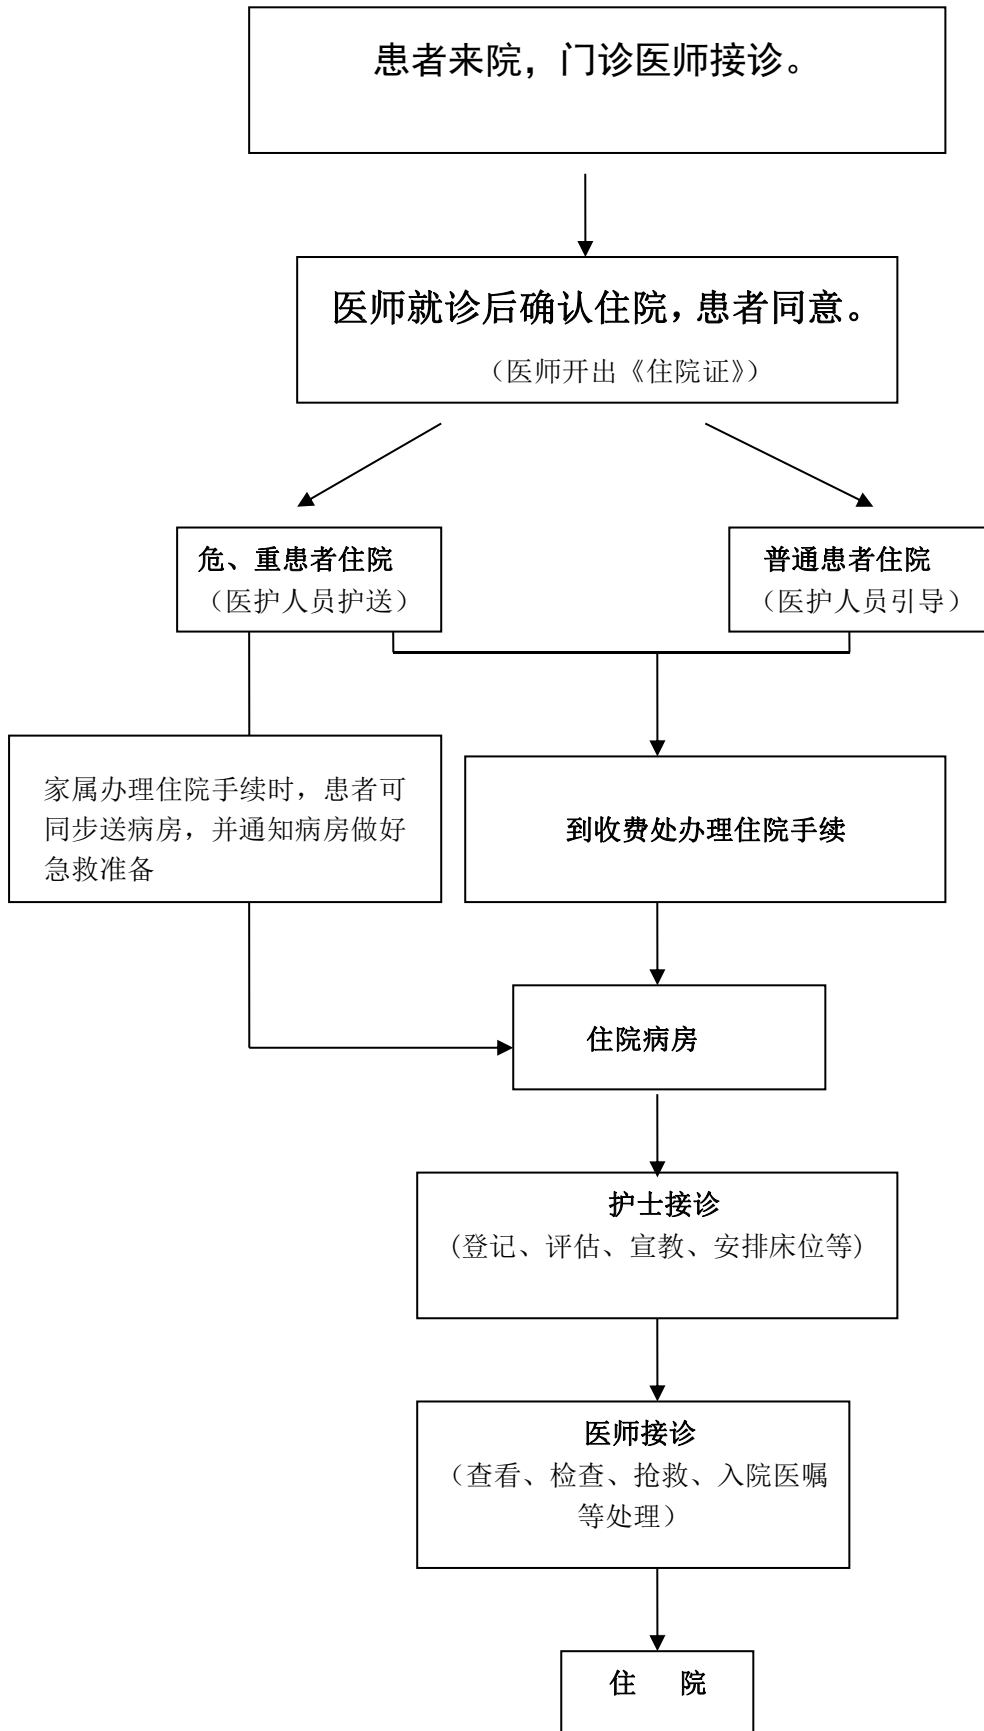 患者来院，门诊医师接诊。
医师就诊后确认住院，患者同意。
（医师开出《住院证》）
危、重患者住院
（医护人员护送）
普通患者住院
（医护人员引导）
家属办理住院手续时，患者可
同步送病房，并通知病房做好
急救准备
到收费处办理住院手续
住院病房
护士接诊
(登记、评估、宣教、安排床位等)
医师接诊
（查看、检查、抢救、入院医嘱
等处理）
住 院